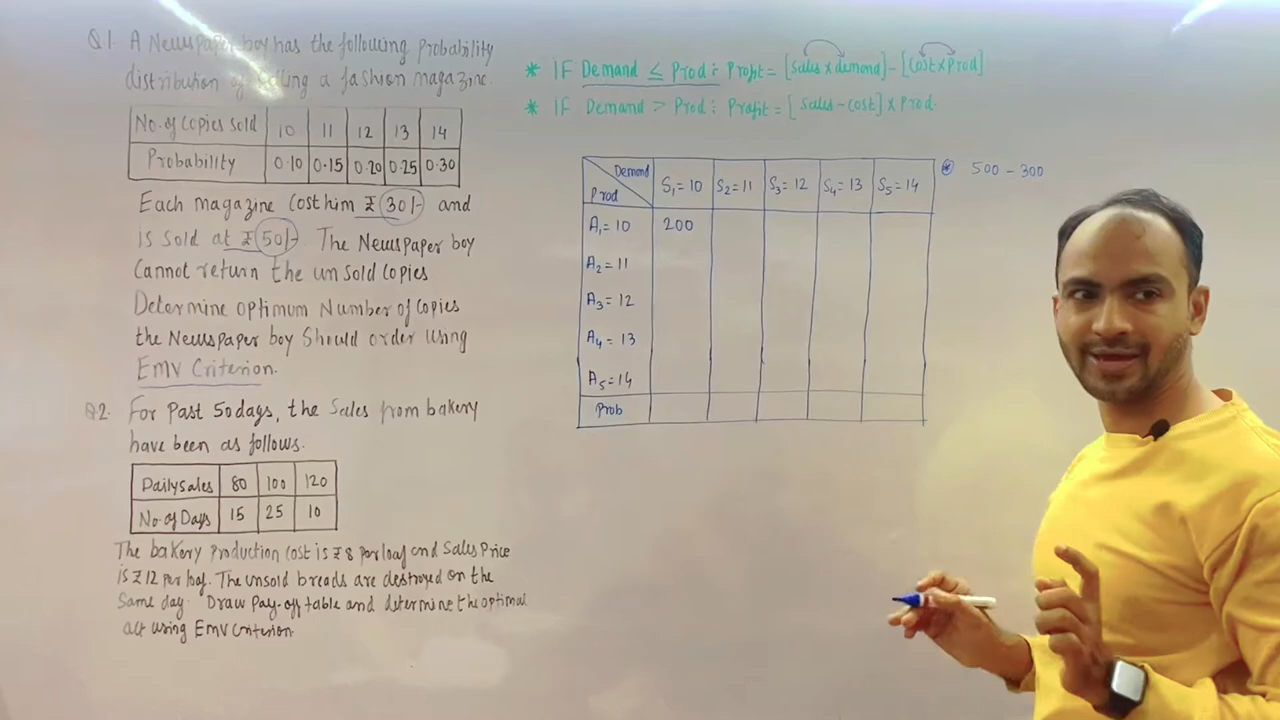 Q1. A Newspaper boy has the following Probability
distribution of selling a fashion magazine.
No. of Copies sold 10 11 12 13 14
Probability 0.10 0.15 0.20 0.25 0.30
Each magazine Cost him ₹ 30/- and
is Sold at ₹ 50/- The Newspaper boy
Cannot return the unsold Copies
Determine optimum Number of Copies
the Newspaper boy Should order Using
EMV Criterion.
Q2. For Past 50 days, the Sales from bakery
have been as follows.
Daily sales 80 100 120
No. of Days 15 25 10
The bakery Production Cost is ₹ 8 Per loaf and Sales Price
is ₹ 12 Per loaf. The unsold breads are destroyed on the
Same day. Draw Pay-off table and determine the optimal
act using EMV Criterion.
* IF Demand ≤ Prod : Profit = [Sales × demand] - [Cost × Prod]
* IF Demand > Prod : Profit = [Sales - Cost] × Prod.
Demand
Prod S₁ = 10 S₂ = 11 S₃ = 12 S₄ = 13 S₅ = 14
A₁ = 10 200
A₂ = 11
A₃ = 12
A₄ = 13
A₅ = 14
Prob
* 500 - 300